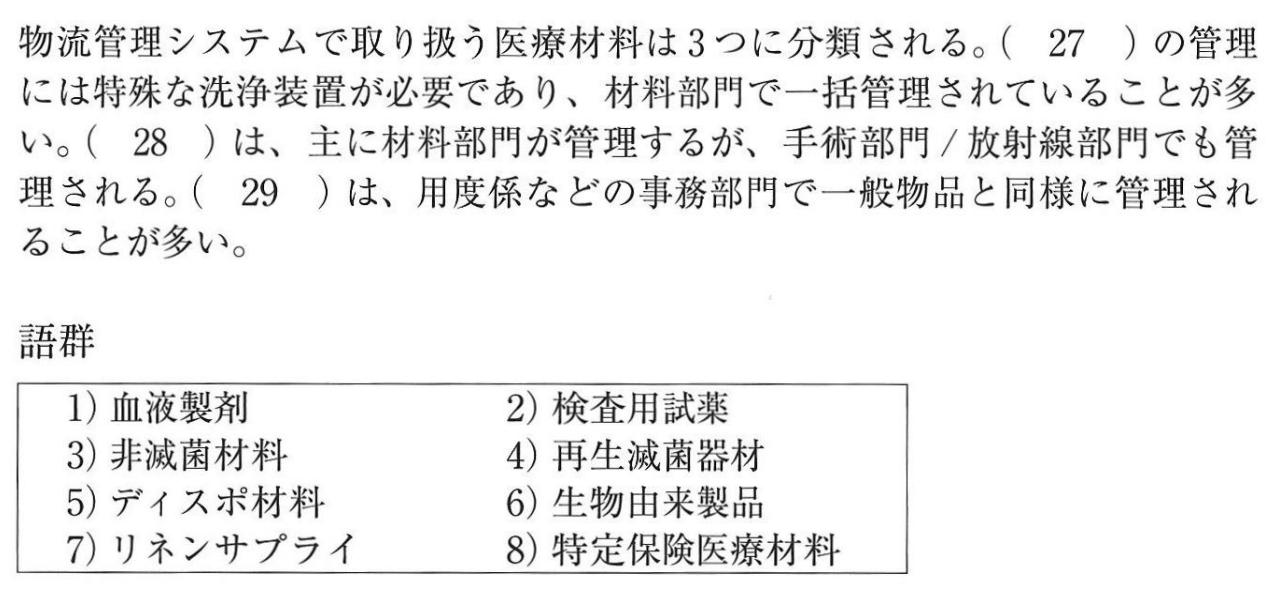 物流管理システムで取り扱う医療材料は3つに分類される。(　27　)の管理
には特殊な洗浄装置が必要であり、材料部門で一括管理されていることが多
い。(　28　)は、主に材料部門が管理するが、手術部門/放射線部門でも管
理される。(　29　)は、用度係などの事務部門で一般物品と同様に管理され
ることが多い。
語群
1) 血液製剤　2) 検査用試薬
3) 非滅菌材料　4) 再生滅菌器材
5) ディスポ材料　6) 生物由来製品
7) リネンサプライ　8) 特定保険医療材料